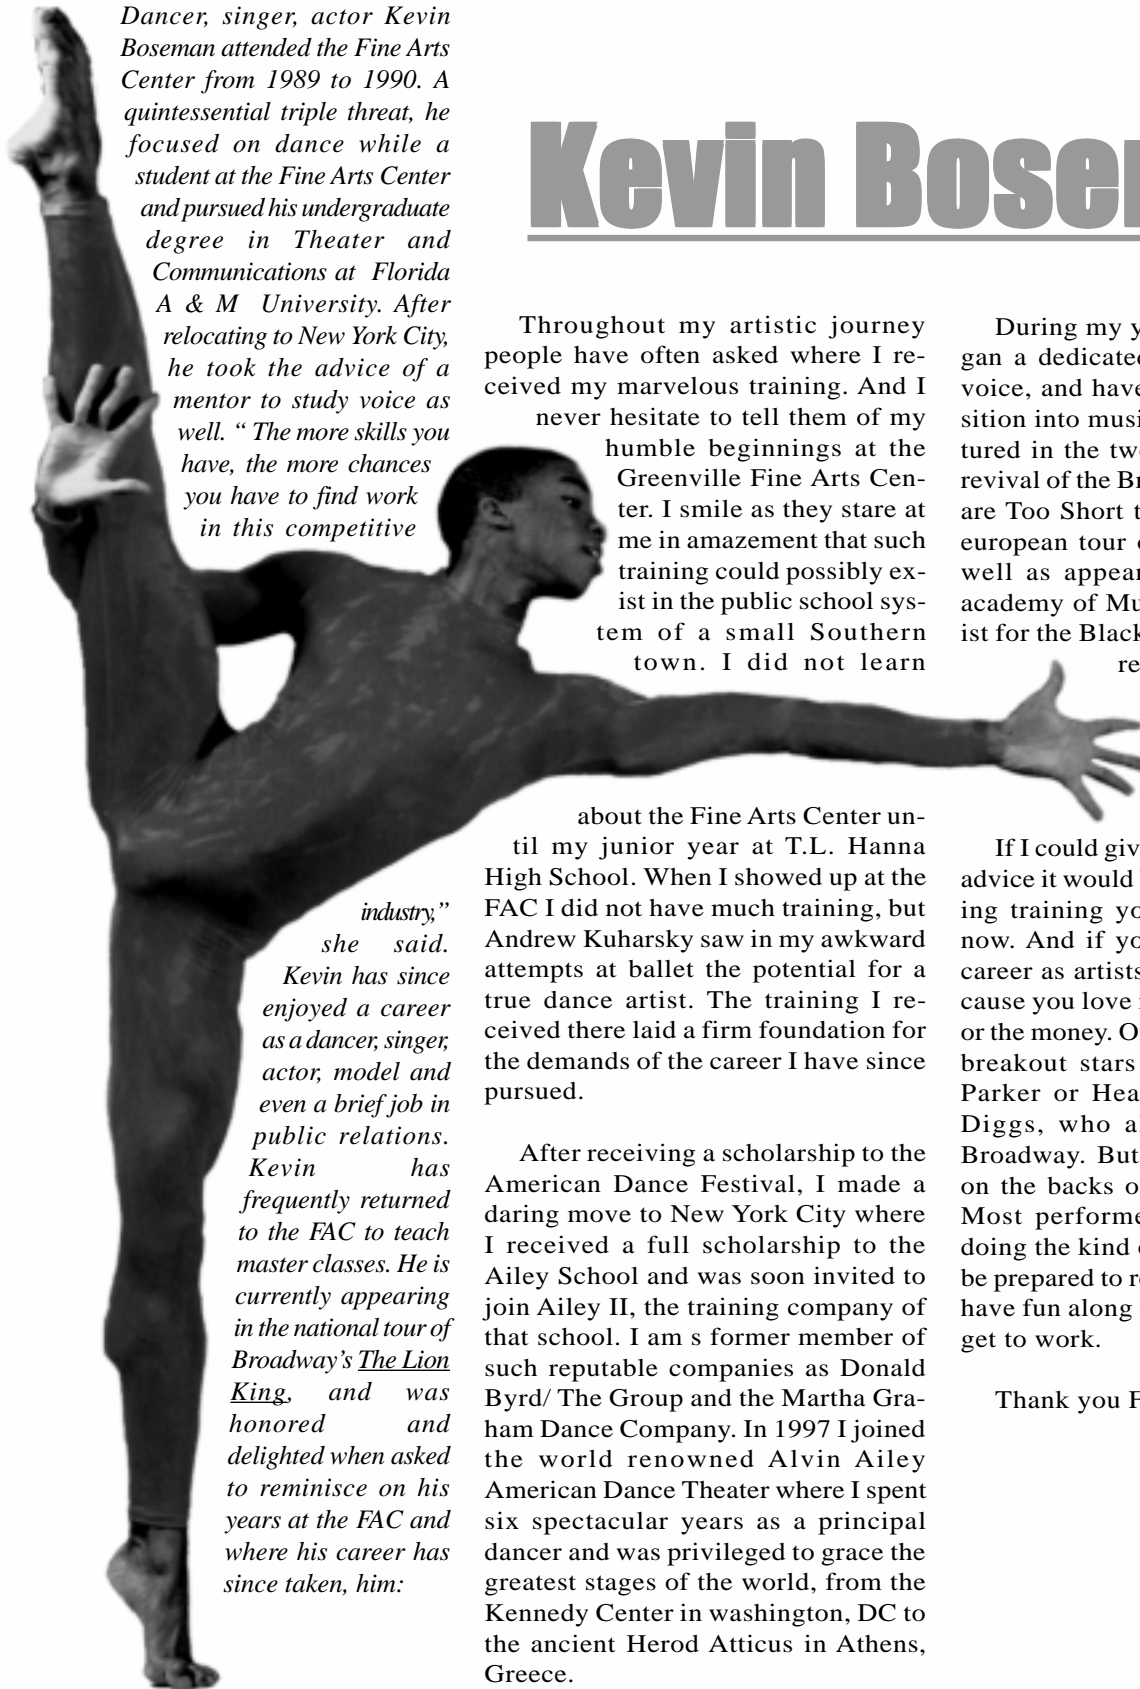 Dancer, singer, actor Kevin
Boseman attended the Fine Arts
Center from 1989 to 1990. A
quintessential triple threat, he
focused on dance while a
student at the Fine Arts Center
and pursued his undergraduate
degree in Theater and
Communications at Florida
A & M University. After
relocating to New York City,
he took the advice of a
mentor to study voice as
well. “ The more skills you
have, the more chances
you have to find work
in this competitive
industry,”
she said.
Kevin has since
enjoyed a career
as a dancer, singer,
actor, model and
even a brief job in
public relations.
Kevin has
frequently returned
to the FAC to teach
master classes. He is
currently appearing
in the national tour of
Broadway’s The Lion
King, and was
honored and
delighted when asked
to reminisce on his
years at the FAC and
where his career has
since taken, him:
Kevin Bosem
Throughout my artistic journey
people have often asked where I re-
ceived my marvelous training. And I
never hesitate to tell them of my
humble beginnings at the
Greenville Fine Arts Cen-
ter. I smile as they stare at
me in amazement that such
training could possibly ex-
ist in the public school sys-
tem of a small Southern
town. I did not learn
about the Fine Arts Center un-
til my junior year at T.L. Hanna
High School. When I showed up at the
FAC I did not have much training, but
Andrew Kuharsky saw in my awkward
attempts at ballet the potential for a
true dance artist. The training I re-
ceived there laid a firm foundation for
the demands of the career I have since
pursued.
After receiving a scholarship to the
American Dance Festival, I made a
daring move to New York City where
I received a full scholarship to the
Ailey School and was soon invited to
join Ailey II, the training company of
that school. I am s former member of
such reputable companies as Donald
Byrd/ The Group and the Martha Gra-
ham Dance Company. In 1997 I joined
the world renowned Alvin Ailey
American Dance Theater where I spent
six spectacular years as a principal
dancer and was privileged to grace the
greatest stages of the world, from the
Kennedy Center in washington, DC to
the ancient Herod Atticus in Athens,
Greece.
During my y
gan a dedicated
voice, and have
sition into musi
tured in the tw
revival of the Br
are Too Short t
european tour
well as appear
academy of Mu
ist for the Black
re
If I could giv
advice it would
ing training yo
now. And if yo
career as artists
cause you love
or the money. O
breakout stars
Parker or Hea
Diggs, who al
Broadway. But
on the backs o
Most performe
doing the kind
be prepared to r
have fun along
get to work.
Thank you F